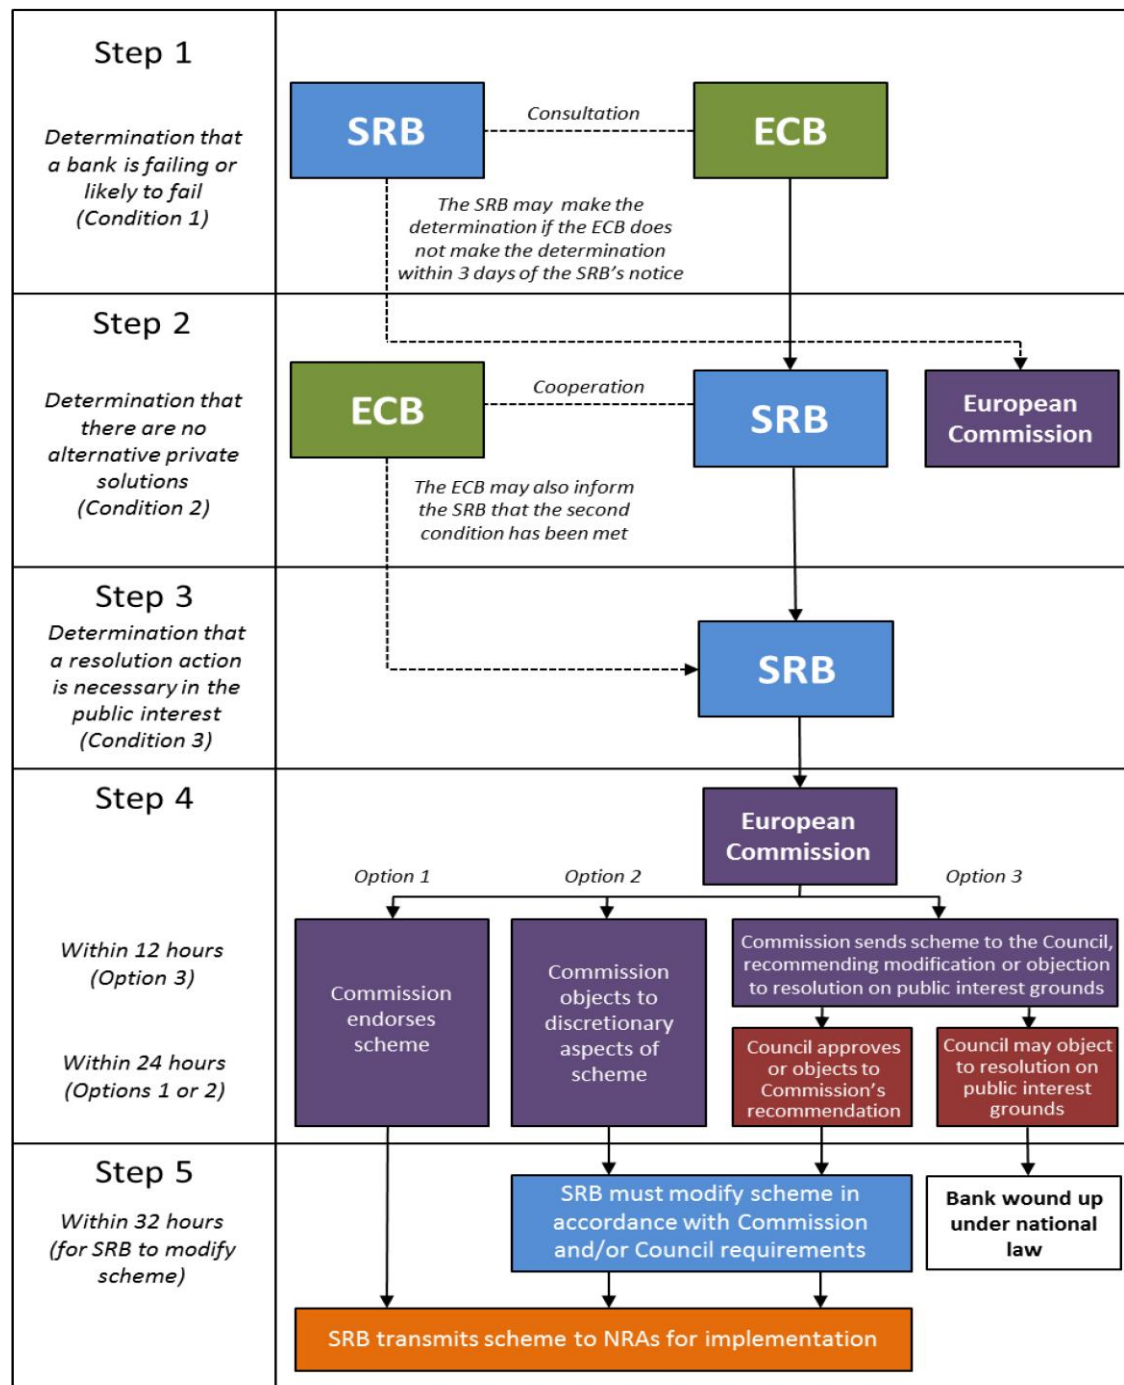 Step 1
Determination that
a bank is failing or
likely to fail
(Condition 1)
SRB
Consultation
ECB
The SRB may make the
determination if the ECB does
not make the determination
within 3 days of the SRB's notice
Step 2
Determination that
there are no
alternative private
solutions
(Condition 2)
ECB
Cooperation
SRB
European
Commission
The ECB may also inform
the SRB that the second
condition has been met
Step 3
Determination that
a resolution action
is necessary in the
public interest
(Condition 3)
SRB
Step 4
Within 12 hours
(Option 3)
Within 24 hours
(Options 1 or 2)
European
Commission
Option 1
Option 2
Option 3
Commission
endorses
scheme
Commission
objects to
discretionary
aspects of
scheme
Commission sends scheme to the Council,
recommending modification or objection
to resolution on public interest grounds
Council approves
or objects to
Commission's
recommendation
Council may object
to resolution on
public interest
grounds
Step 5
Within 32 hours
(for SRB to modify
scheme)
SRB must modify scheme in
accordance with Commission
and/or Council requirements
Bank wound up
under national
law
SRB transmits scheme to NRAs for implementation